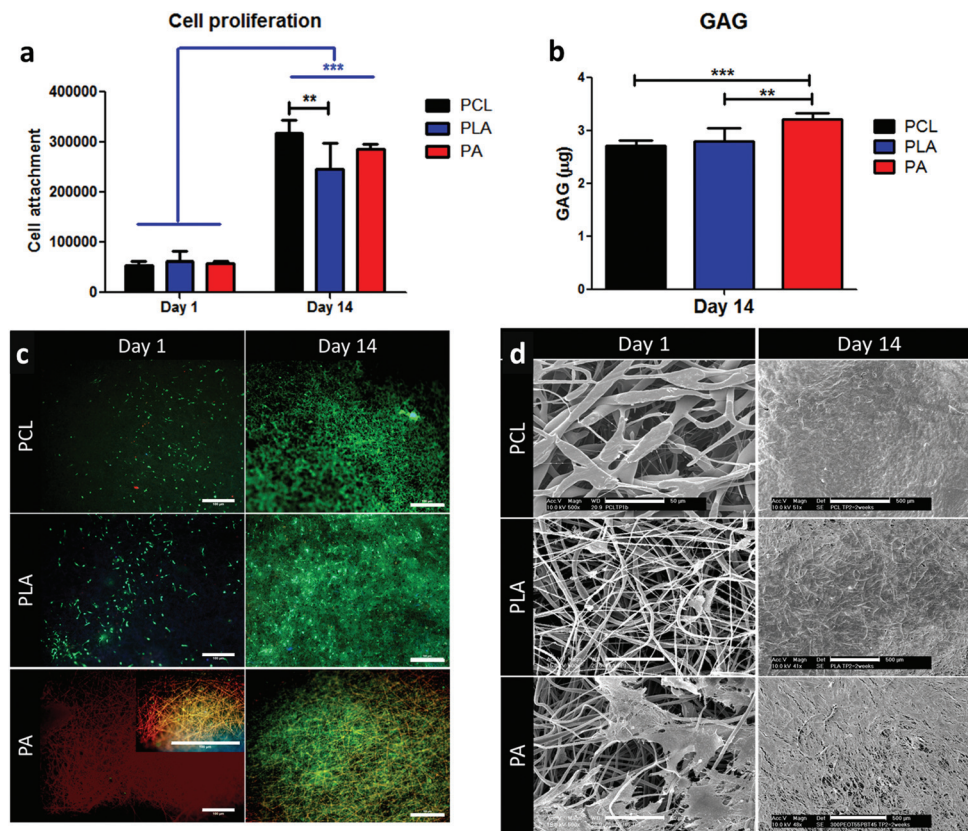 Cell proliferation
a
***
**
400000
300000
200000
100000
0
Cell attachment
Day 1
Day 14
PCL
PLA
PA
GAG
b
***
**
4
3
2
1
0
GAG (µg)
Day 14
PCL
PLA
PA
c
Day 1
Day 14
PCL
PLA
PA
d
Day 1
Day 14
PCL
Acc.V Magn WD
10.0 kV 500x 20.9 PCLTP1b
50 µm
Acc.V Magn Det
10.0 kV 51x SE PCL TP2=2weeks
500 µm
PLA
Acc.V Magn Det
10.0 kV 41x SE PLA TP2=2weeks
500 µm
PA
Acc.V Magn Det
10.0 kV 48x SE 300PEOT55PBT45 TP2=2weeks
500 µm